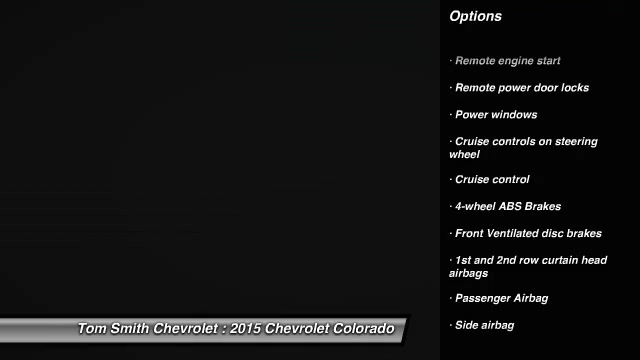 Options
· Remote engine start
· Remote power door locks
· Power windows
· Cruise controls on steering
wheel
· Cruise control
· 4-wheel ABS Brakes
· Front Ventilated disc brakes
· 1st and 2nd row curtain head
airbags
· Passenger Airbag
· Side airbag
Tom Smith Chevrolet : 2015 Chevrolet Colorado